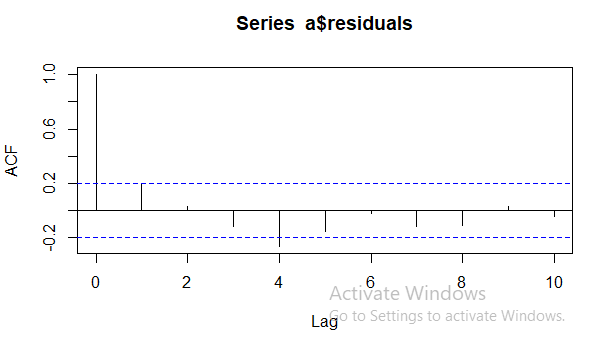 Series a$residuals
ACF
1.0
0.6
0.2
-0.2
0 2 4 6 8 10
Lag
Activate Windows
Go to Settings to activate Windows.